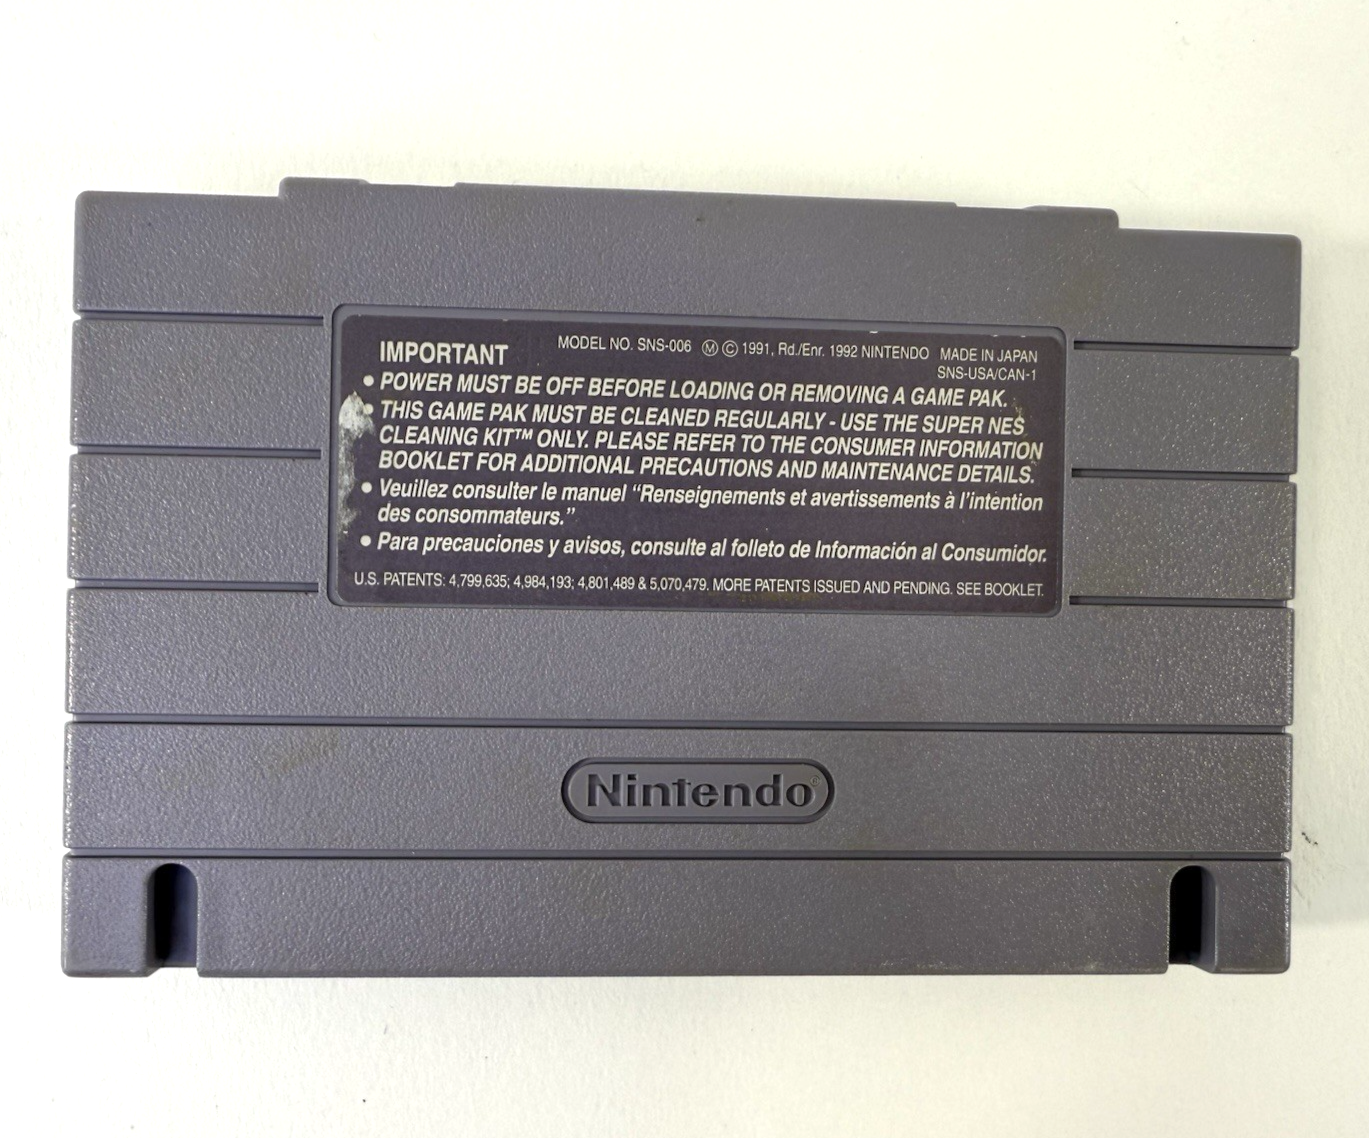 IMPORTANT MODEL NO. SNS-006 Ⓜ © 1991, Rd./Enr. 1992 NINTENDO MADE IN JAPAN
SNS-USA/CAN-1
• POWER MUST BE OFF BEFORE LOADING OR REMOVING A GAME PAK.
• THIS GAME PAK MUST BE CLEANED REGULARLY - USE THE SUPER NES
CLEANING KIT™ ONLY. PLEASE REFER TO THE CONSUMER INFORMATION
BOOKLET FOR ADDITIONAL PRECAUTIONS AND MAINTENANCE DETAILS.
• Veuillez consulter le manuel “Renseignements et avertissements à l’intention
des consommateurs.”
• Para precauciones y avisos, consulte al folleto de Información al Consumidor.
U.S. PATENTS: 4,799,635; 4,984,193; 4,801,489 & 5,070,479. MORE PATENTS ISSUED AND PENDING. SEE BOOKLET.
Nintendo®